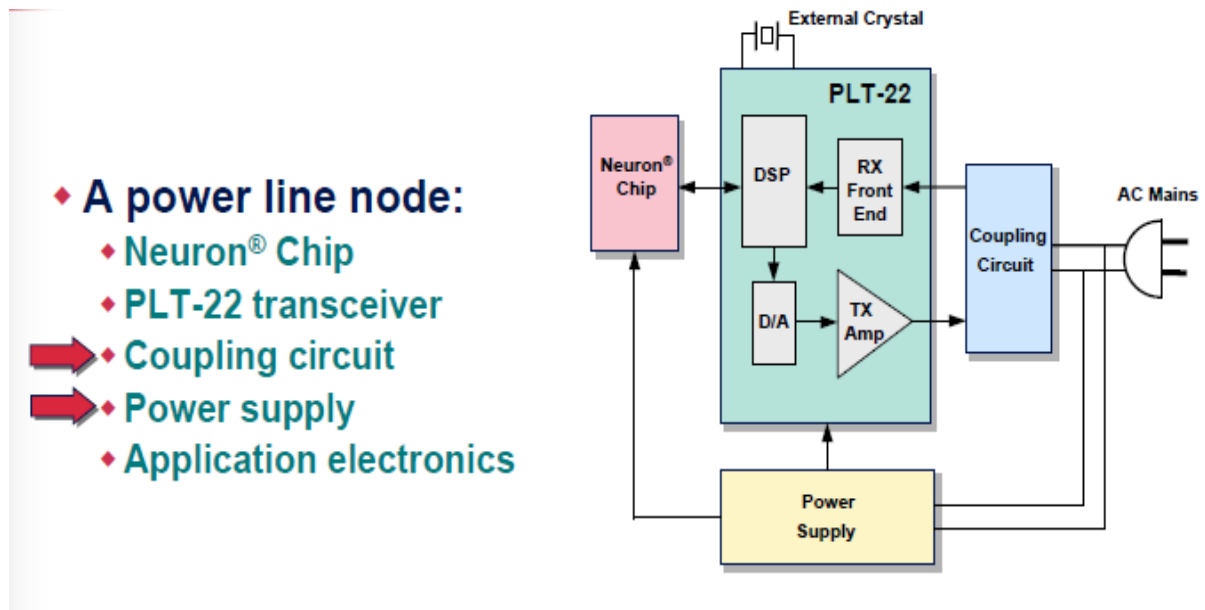 ◆ A power line node:
◆ Neuron® Chip
◆ PLT-22 transceiver
◆ Coupling circuit
◆ Power supply
◆ Application electronics
External Crystal
PLT-22
Neuron®
Chip
DSP
RX
Front
End
D/A
TX
Amp
Coupling
Circuit
AC Mains
Power
Supply